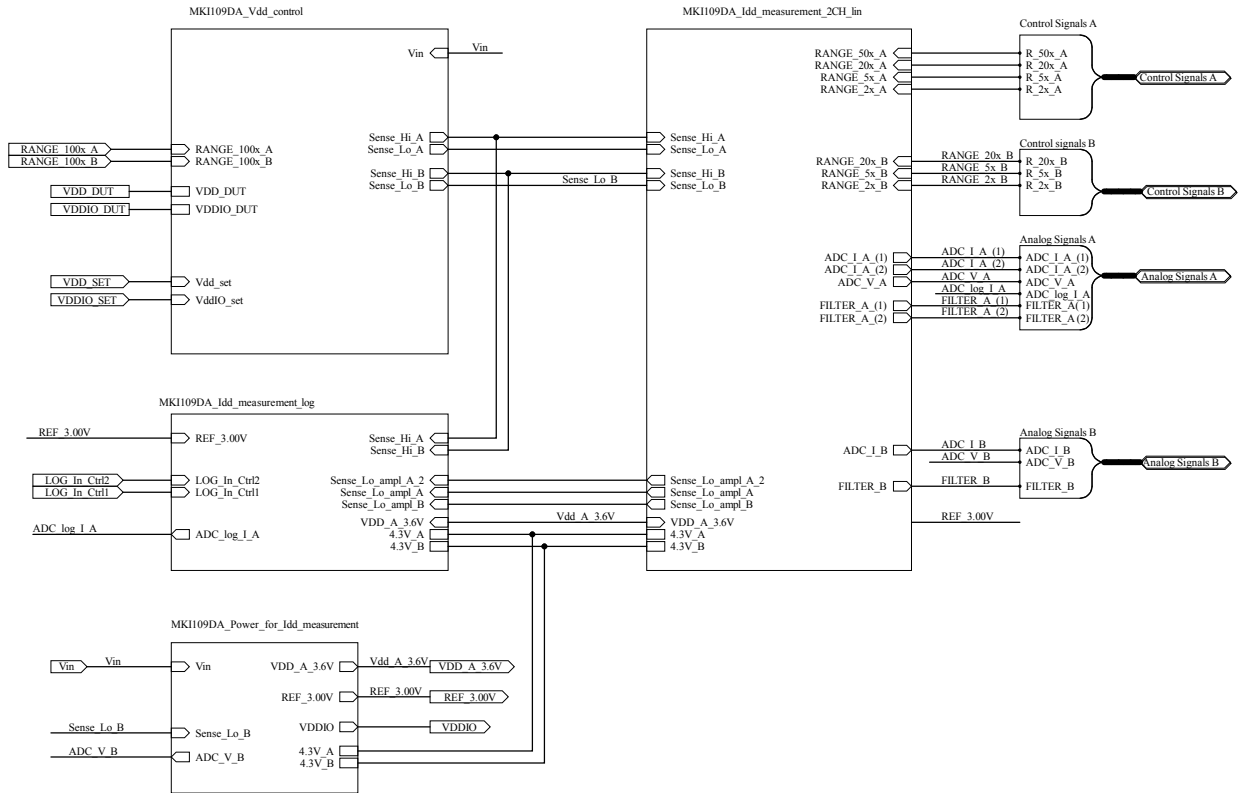 MKI109DA_Vdd_control
Vin
Vin
Sense_Hi_A
Sense_Lo_A
Sense_Hi_B
Sense_Lo_B
RANGE_100x_A
RANGE_100x_A
RANGE_100x_B
RANGE_100x_B
VDD_DUT
VDD_DUT
VDDIO_DUT
VDDIO_DUT
VDD_SET
Vdd_set
VDDIO_SET
VddIO_set
Sense_Lo_B
MKI109DA_Idd_measurement_2CH_lin
Sense_Hi_A
Sense_Lo_A
Sense_Hi_B
Sense_Lo_B
RANGE_50x_A
RANGE_20x_A
RANGE_5x_A
RANGE_2x_A
Control Signals A
R_50x_A
R_20x_A
R_5x_A
R_2x_A
Control Signals A
RANGE_20x_B
RANGE_5x_B
RANGE_2x_B
RANGE_20x_B
RANGE_5x_B
RANGE_2x_B
Control signals B
R_20x_B
R_5x_B
R_2x_B
Control Signals B
ADC_I_A_(1)
ADC_I_A_(2)
ADC_V_A
FILTER_A_(1)
FILTER_A_(2)
ADC_I_A_(1)
ADC_I_A_(2)
ADC_V_A
ADC_log_I_A
FILTER_A_(1)
FILTER_A_(2)
Analog Signals A
ADC_I_A_(1)
ADC_I_A_(2)
ADC_V_A
ADC_log_I_A
FILTER_A(1)
FILTER_A(2)
Analog Signals A
ADC_I_B
FILTER_B
ADC_I_B
ADC_V_B
FILTER_B
REF_3.00V
Analog Signals B
ADC_I_B
ADC_V_B
FILTER_B
Analog Signals B
Sense_Lo_ampl_A_2
Sense_Lo_ampl_A
Sense_Lo_ampl_B
VDD_A_3.6V
4.3V_A
4.3V_B
MKI109DA_Idd_measurement_log
REF_3.00V
REF_3.00V
LOG_In_Ctrl2
LOG_In_Ctrl2
LOG_In_Ctrl1
LOG_In_Ctrl1
ADC_log_I_A
ADC_log_I_A
Sense_Hi_A
Sense_Hi_B
Sense_Lo_ampl_A_2
Sense_Lo_ampl_A
Sense_Lo_ampl_B
VDD_A_3.6V
4.3V_A
4.3V_B
Vdd_A_3.6V
MKI109DA_Power_for_Idd_measurement
Vin
Vin
Vin
Sense_Lo_B
Sense_Lo_B
ADC_V_B
ADC_V_B
VDD_A_3.6V
Vdd_A_3.6V
VDD_A_3.6V
REF_3.00V
REF_3.00V
REF_3.00V
VDDIO
VDDIO
4.3V_A
4.3V_B